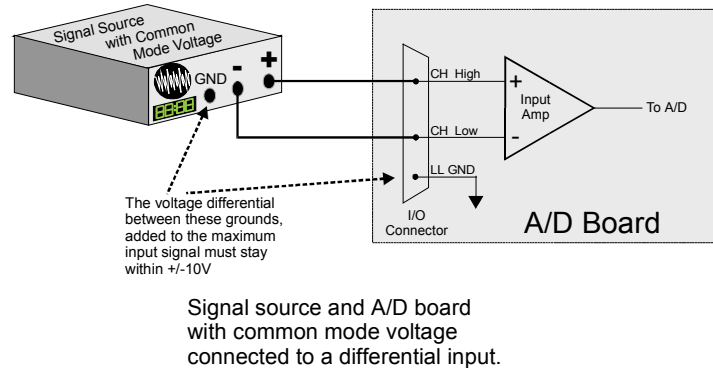 Signal Source
with Common
Mode Voltage
GND
-
+
88:88
CH High
+
Input
Amp
To A/D
CH Low
-
LL GND
I/O
Connector
A/D Board
The voltage differential
between these grounds,
added to the maximum
input signal must stay
within +/-10V
Signal source and A/D board
with common mode voltage
connected to a differential input.